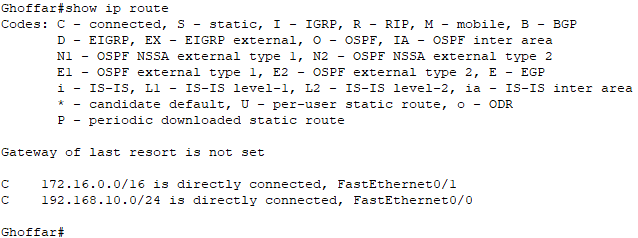 Ghoffar#show ip route
Codes: C - connected, S - static, I - IGRP, R - RIP, M - mobile, B - BGP
D - EIGRP, EX - EIGRP external, O - OSPF, IA - OSPF inter area
N1 - OSPF NSSA external type 1, N2 - OSPF NSSA external type 2
E1 - OSPF external type 1, E2 - OSPF external type 2, E - EGP
i - IS-IS, L1 - IS-IS level-1, L2 - IS-IS level-2, ia - IS-IS inter area
* - candidate default, U - per-user static route, o - ODR
P - periodic downloaded static route
Gateway of last resort is not set
C 172.16.0.0/16 is directly connected, FastEthernet0/1
C 192.168.10.0/24 is directly connected, FastEthernet0/0
Ghoffar#